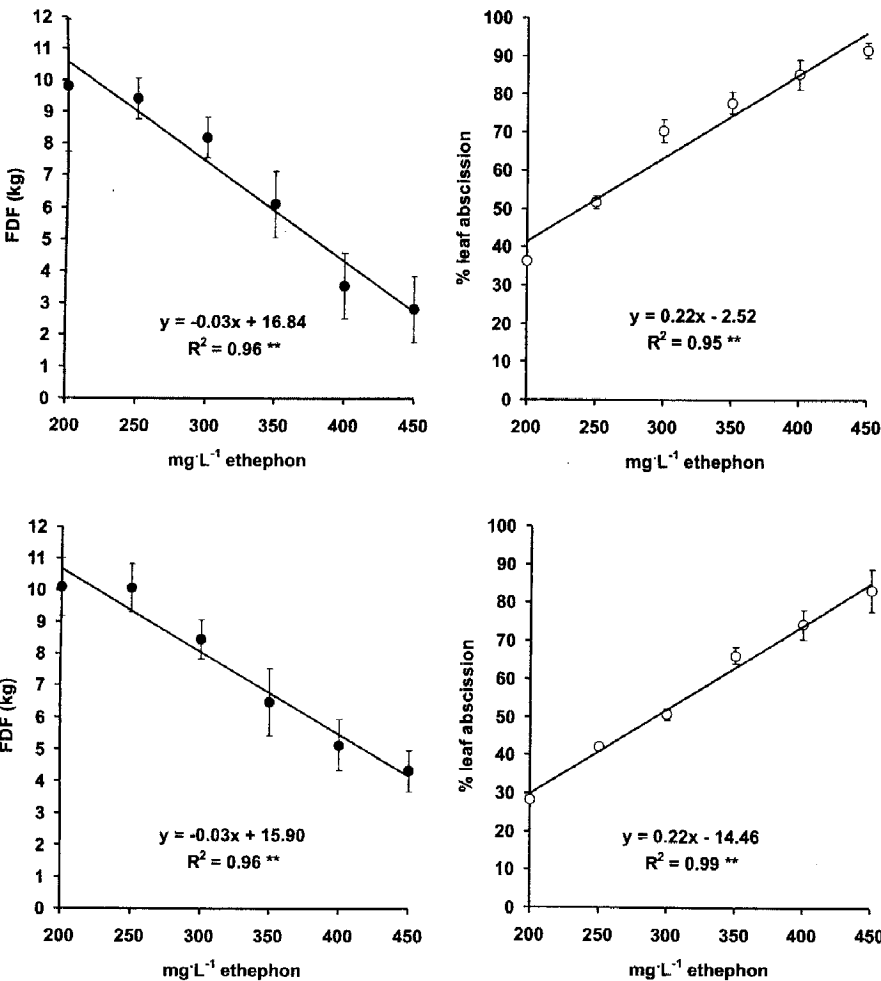 12
11
10
9
8
7
6
5
4
3
2
1
0
FDF (kg)
y = -0.03x + 16.84
R² = 0.96 **
200 250 300 350 400 450
mg·L⁻¹ ethephon
100
90
80
70
60
50
40
30
20
10
0
% leaf abscission
y = 0.22x - 2.52
R² = 0.95 **
200 250 300 350 400 450
mg·L⁻¹ ethephon
12
11
10
9
8
7
6
5
4
3
2
1
0
FDF (kg)
y = -0.03x + 15.90
R² = 0.96 **
200 250 300 350 400 450
mg·L⁻¹ ethephon
100
90
80
70
60
50
40
30
20
10
0
% leaf abscission
y = 0.22x - 14.46
R² = 0.99 **
200 250 300 350 400 450
mg·L⁻¹ ethephon